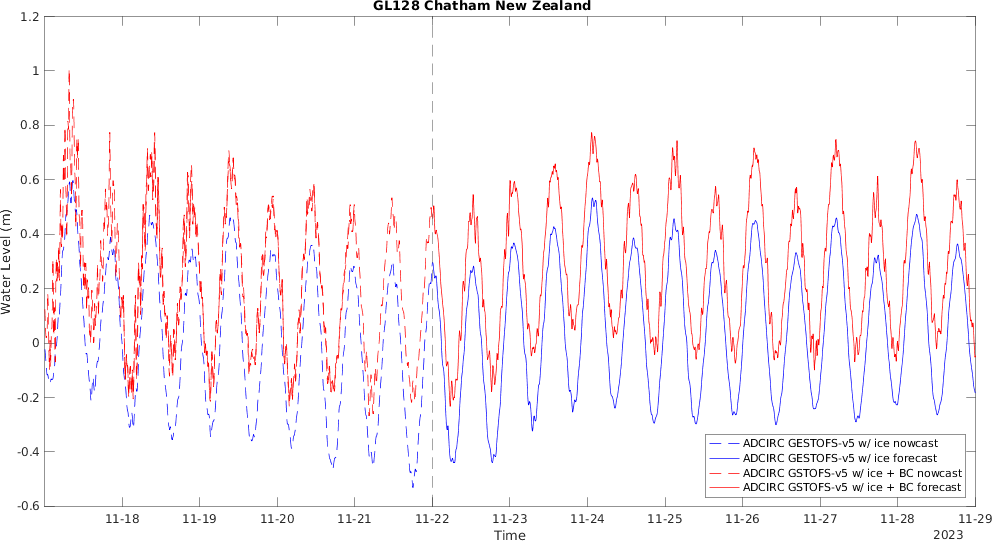 GL128 Chatham New Zealand
1.2
1
0.8
0.6
0.4
0.2
0
-0.2
-0.4
-0.6
Water Level (m)
ADCIRC GESTOFS-v5 w/ ice nowcast
ADCIRC GESTOFS-v5 w/ ice forecast
ADCIRC GSTOFS-v5 w/ ice + BC nowcast
ADCIRC GSTOFS-v5 w/ ice + BC forecast
11-18 11-19 11-20 11-21 11-22 11-23 11-24 11-25 11-26 11-27 11-28 11-29
Time
2023